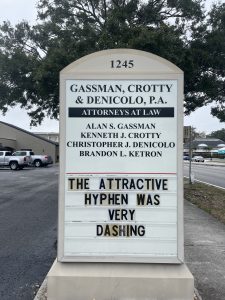 1245
GASSMAN, CROTTY
& DENICOLO, P.A.
ATTORNEYS AT LAW
ALAN S. GASSMAN
KENNETH J. CROTTY
CHRISTOPHER J. DENICOLO
BRANDON L. KETRON
THE ATTRACTIVE
HYPHEN WAS
VERY
DASHING